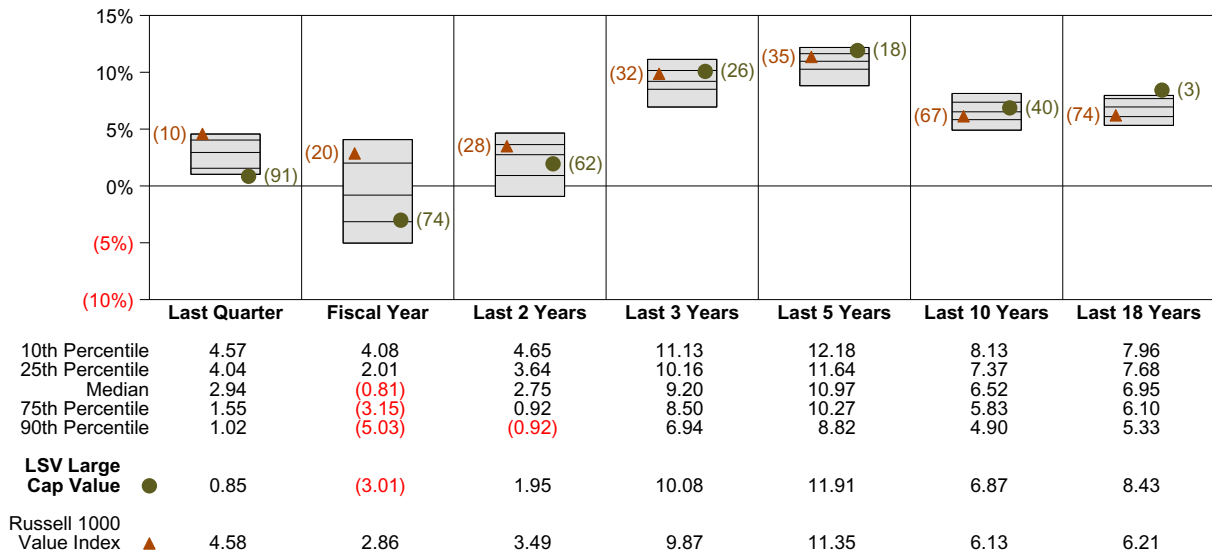 15%
10%
5%
0%
(5%)
(10%)
(10)
(91)
(20)
(74)
(28)
(62)
(32)
(26)
(35)
(18)
(67)
(40)
(74)
(3)
Last Quarter Fiscal Year Last 2 Years Last 3 Years Last 5 Years Last 10 Years Last 18 Years
10th Percentile 4.57 4.08 4.65 11.13 12.18 8.13 7.96
25th Percentile 4.04 2.01 3.64 10.16 11.64 7.37 7.68
Median 2.94 (0.81) 2.75 9.20 10.97 6.52 6.95
75th Percentile 1.55 (3.15) 0.92 8.50 10.27 5.83 6.10
90th Percentile 1.02 (5.03) (0.92) 6.94 8.82 4.90 5.33
LSV Large
Cap Value 0.85 (3.01) 1.95 10.08 11.91 6.87 8.43
Russell 1000
Value Index 4.58 2.86 3.49 9.87 11.35 6.13 6.21